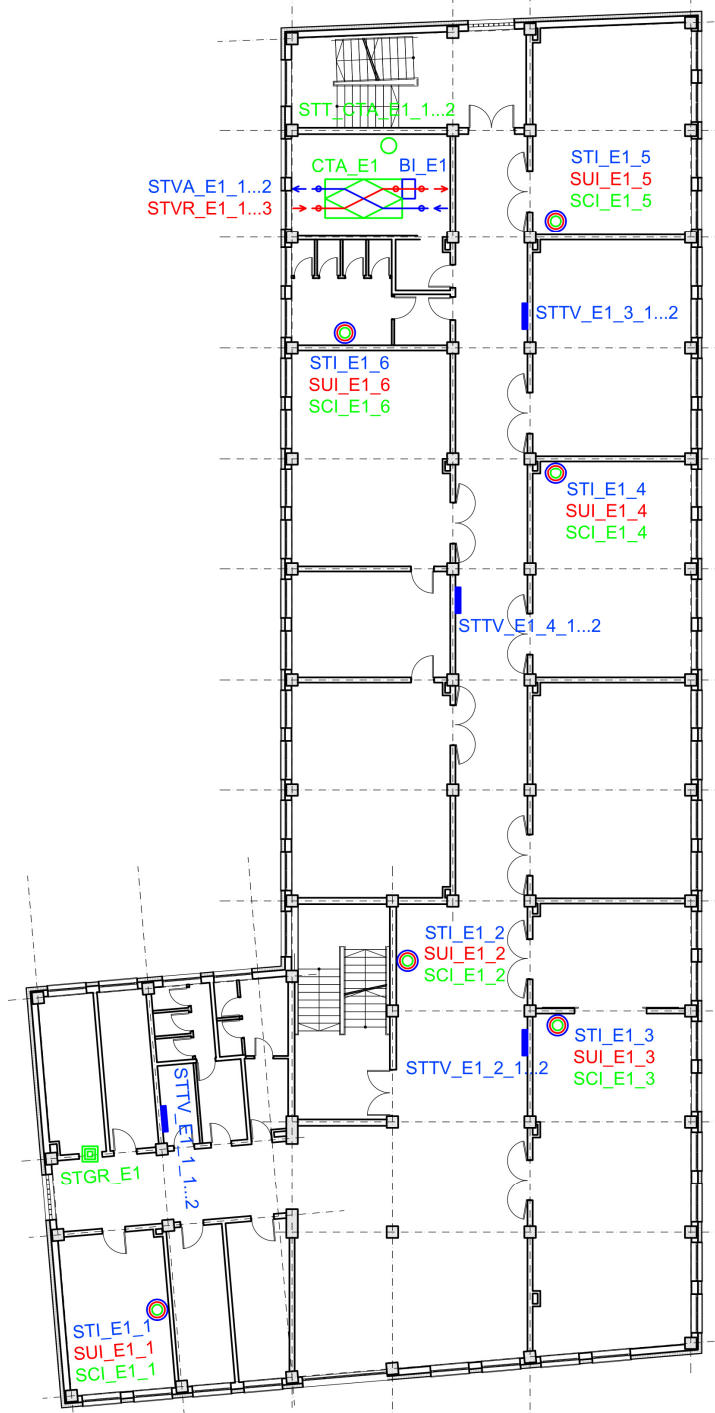 STT_CTA_E1_1...2
CTA_E1
BI_E1
STVA_E1_1...2
STVR_E1_1...3
STI_E1_5
SUI_E1_5
SCI_E1_5
STTV_E1_3_1...2
STI_E1_6
SUI_E1_6
SCI_E1_6
STI_E1_4
SUI_E1_4
SCI_E1_4
STTV_E1_4_1...2
STI_E1_2
SUI_E1_2
SCI_E1_2
STI_E1_3
SUI_E1_3
SCI_E1_3
STTV_E1_2_1...2
STTV_E1_1_1...2
STGR_E1
STI_E1_1
SUI_E1_1
SCI_E1_1